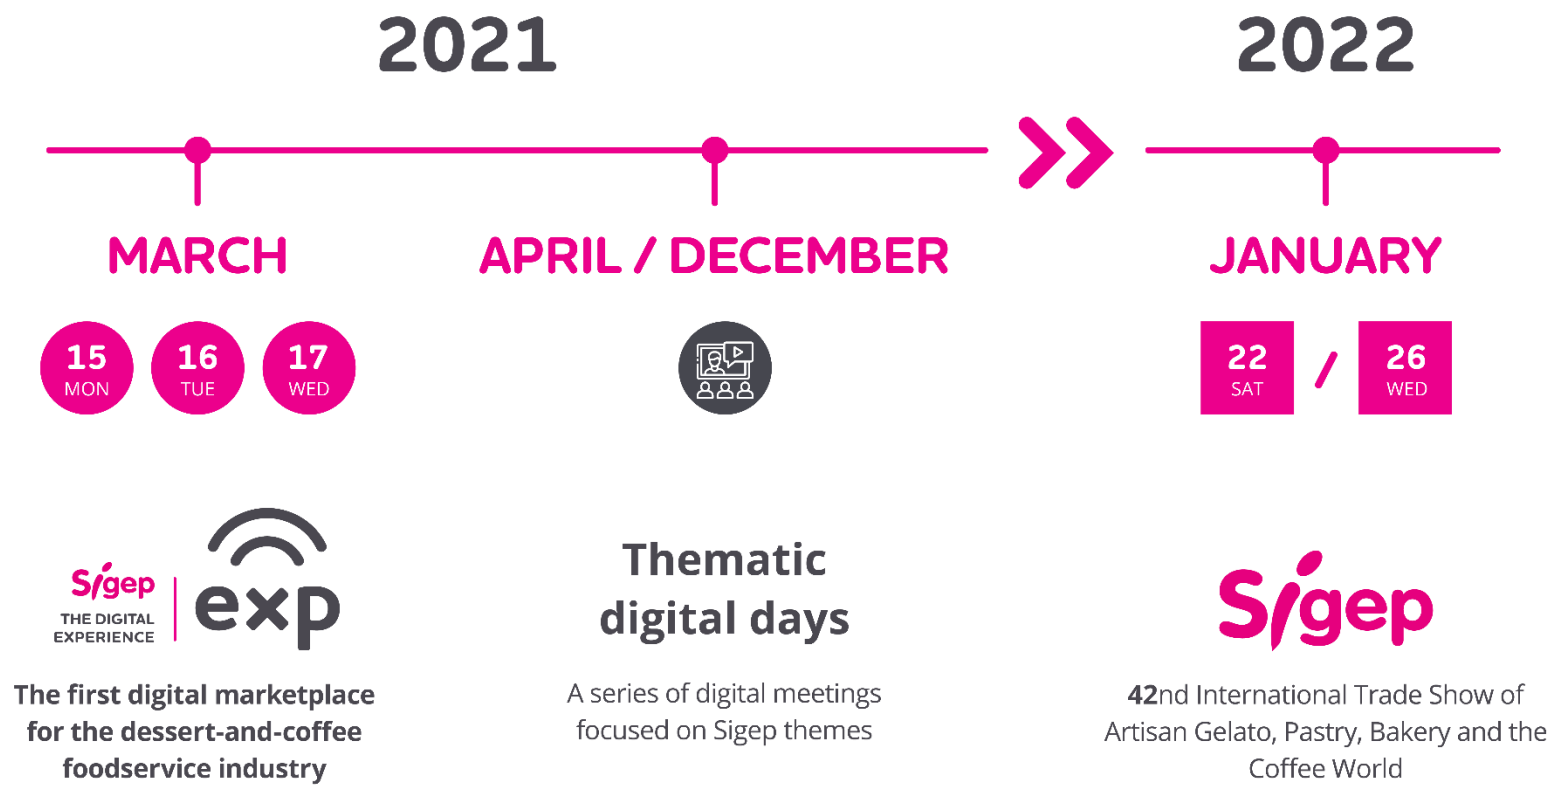 2021
2022
MARCH
APRIL / DECEMBER
JANUARY
15
MON
16
TUE
17
WED
22
SAT
/
26
WED
Sigep
THE DIGITAL
EXPERIENCE
exp
The first digital marketplace
for the dessert-and-coffee
foodservice industry
Thematic
digital days
A series of digital meetings
focused on Sigep themes
Sigep
42nd International Trade Show of
Artisan Gelato, Pastry, Bakery and the
Coffee World